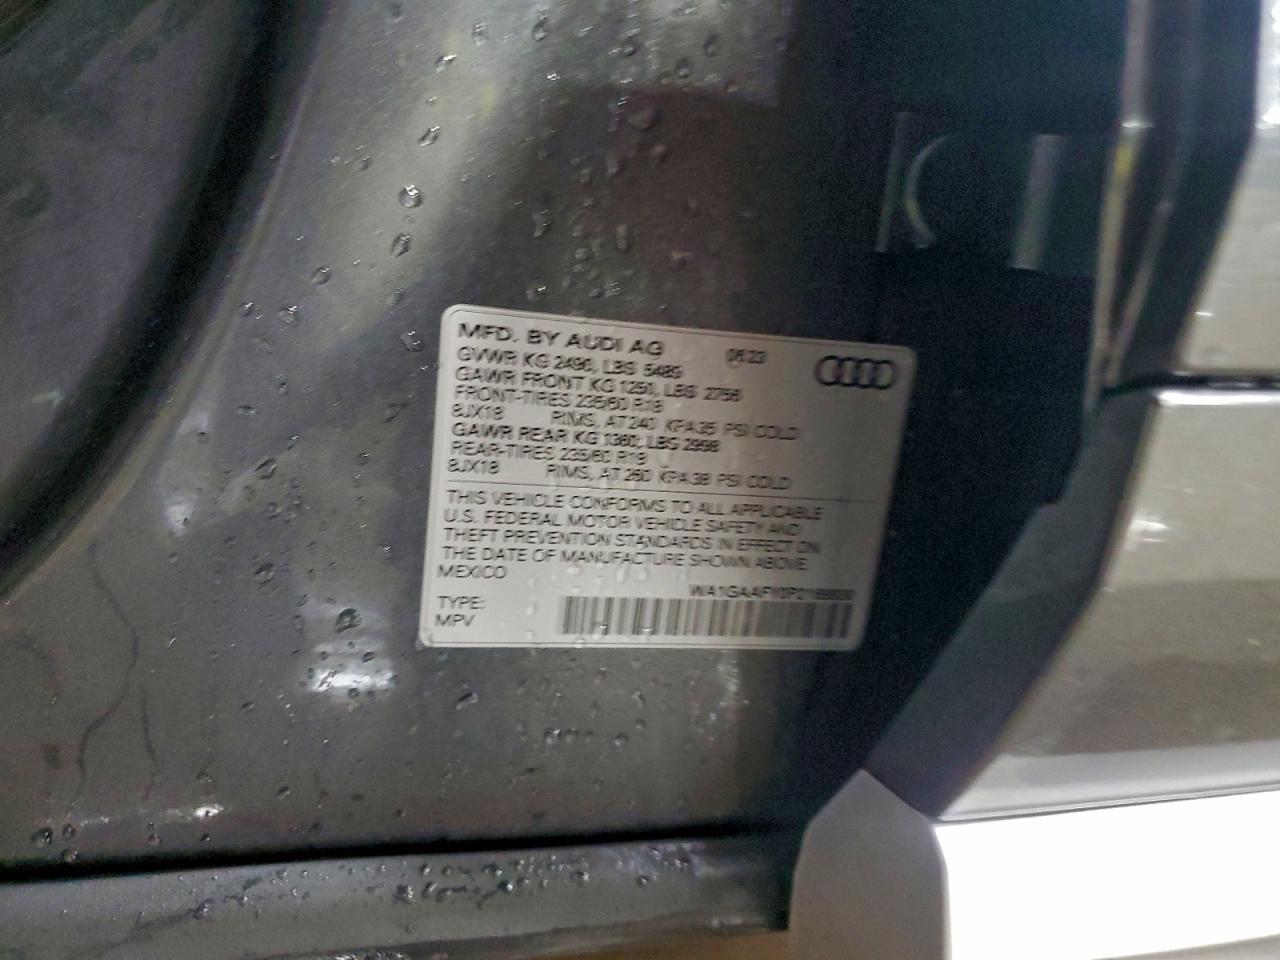 MFD. BY AUDI AG 06 23
GVWR KG 2490, LBS 5489
GAWR FRONT KG 1250, LBS 2756
FRONT-TIRES 235/60 R18
8JX18 RIMS, AT 240 KPA 35 PSI COLD
GAWR REAR KG 1360; LBS 2998
REAR-TIRES 235/60 R18
8JX18 RIMS, AT 260 KPA 38 PSI COLD
THIS VEHICLE CONFORMS TO ALL APPLICABLE
U.S. FEDERAL MOTOR VEHICLE SAFETY AND
THEFT PREVENTION STANDARDS IN EFFECT ON
THE DATE OF MANUFACTURE SHOWN ABOVE.
MEXICO
TYPE:
MPV